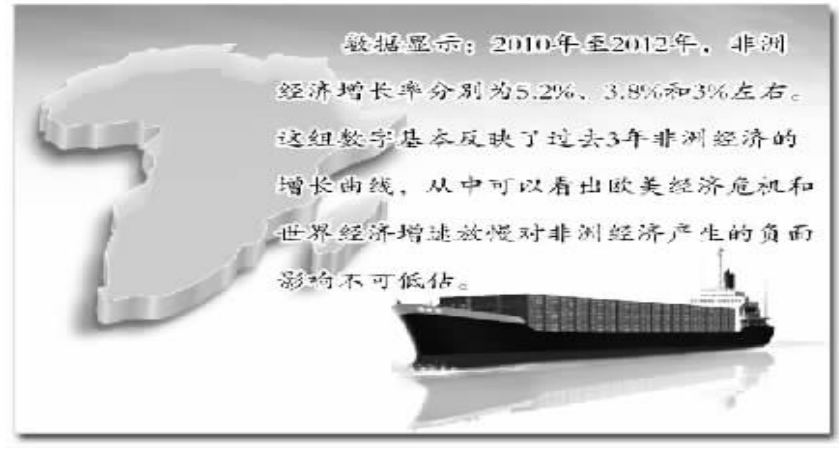 数据显示：2010年至2012年，非洲
经济增长率分别为5.2%、3.8%和3%左右。
这组数字基本反映了过去3年非洲经济的
增长曲线，从中可以看出欧美经济危机和
世界经济增速放慢对非洲经济产生的负面
影响不可低估。